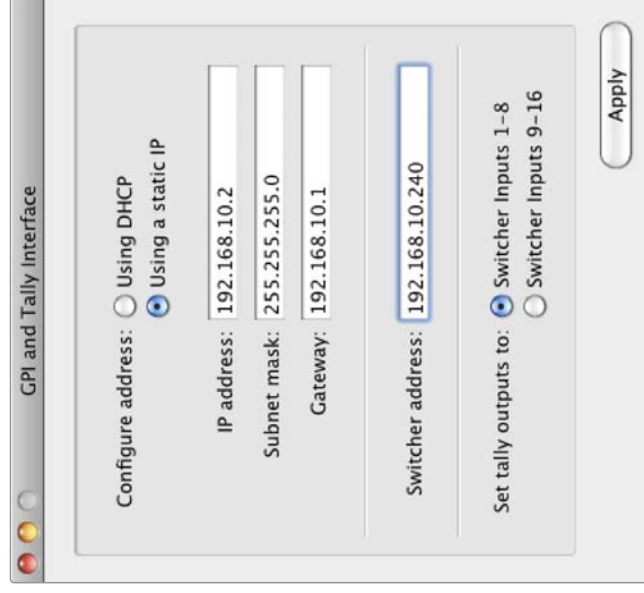 GPI and Tally Interface
Configure address: Using DHCP
Using a static IP
IP address: 192.168.10.2
Subnet mask: 255.255.255.0
Gateway: 192.168.10.1
Switcher address: 192.168.10.240
Set tally outputs to: Switcher Inputs 1–8
Switcher Inputs 9–16
Apply